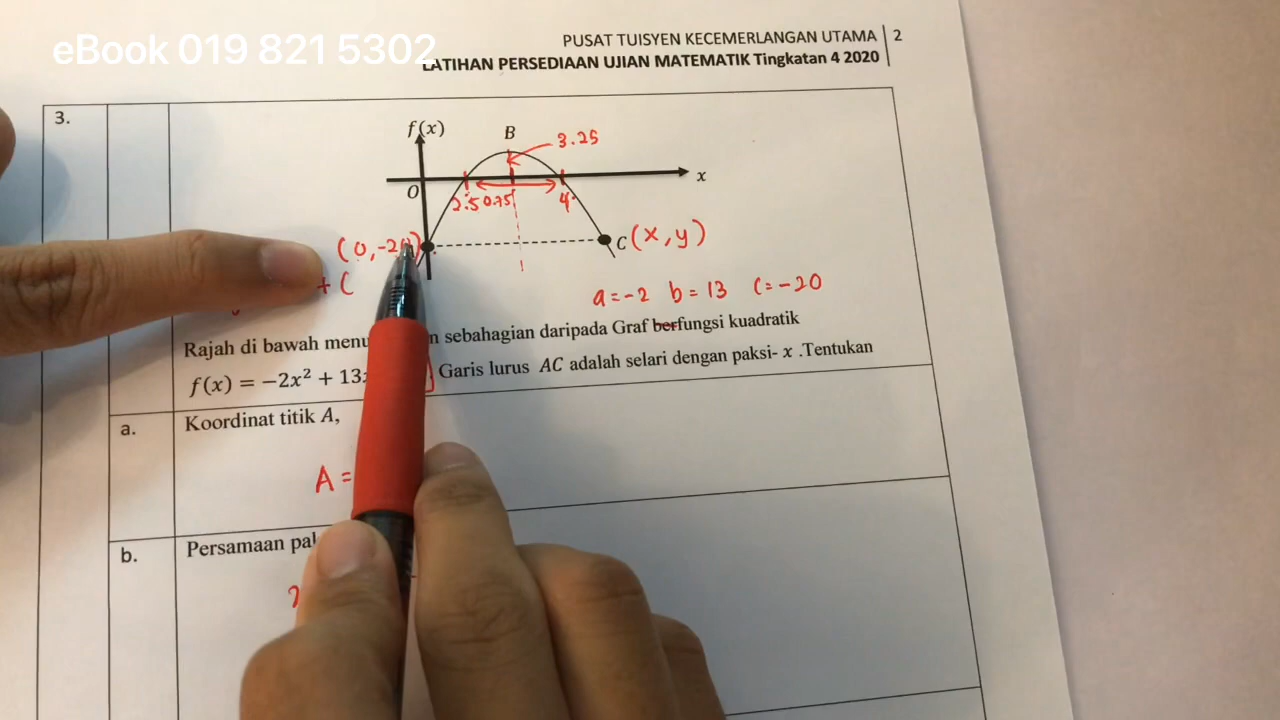 eBook 019 821 5302
PUSAT TUISYEN KECEMERLANGAN UTAMA 2
LATIHAN PERSEDIAAN UJIAN MATEMATIK Tingkatan 4 2020
3.
f(x)
B
3.25
x
O
2.5 0.75 4
(0,-20)
C (x,y)
+ C
a=-2 b=13 C=-20
Rajah di bawah sebahagian daripada Graf berfungsi kuadratik
f(x) = −2x² + 13 Garis lurus AC adalah selari dengan paksi- x .Tentukan
a. Koordinat titik A,
A =
b. Persamaan